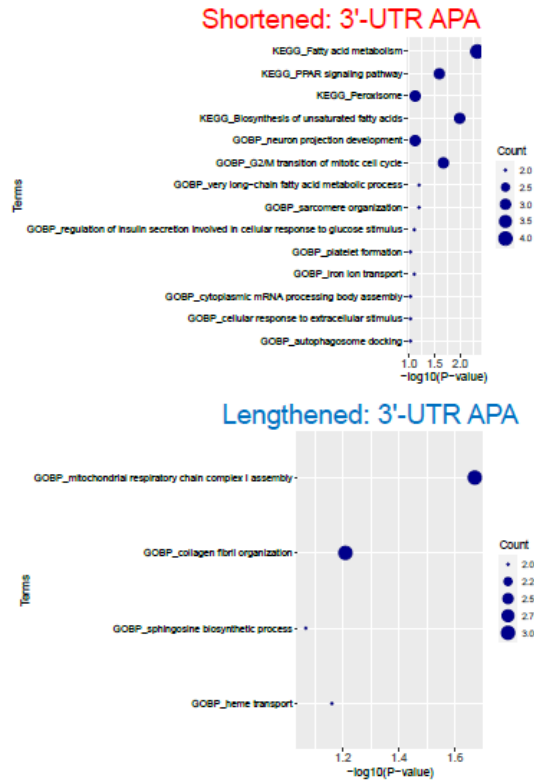 Shortened: 3'-UTR APA
KEGG_Fatty acid metabolism
KEGG_PPAR signaling pathway
KEGG_Peroxisome
KEGG_Biosynthesis of unsaturated fatty acids
GOBP_neuron projection development
GOBP_G2/M transition of mitotic cell cycle
GOBP_very long-chain fatty acid metabolic process
GOBP_sarcomere organization
GOBP_regulation of insulin secretion involved in cellular response to glucose stimulus
GOBP_platelet formation
GOBP_iron ion transport
GOBP_cytoplasmic mRNA processing body assembly
GOBP_cellular response to extracellular stimulus
GOBP_autophagosome docking
Terms
1.0 1.5 2.0
-log10(P-value)
Count
2.0
2.5
3.0
3.5
4.0
Lengthened: 3'-UTR APA
GOBP_mitochondrial respiratory chain complex I assembly
GOBP_collagen fibril organization
GOBP_sphingosine biosynthetic process
GOBP_heme transport
Terms
1.2 1.4 1.6
-log10(P-value)
Count
2.0
2.2
2.5
2.7
3.0